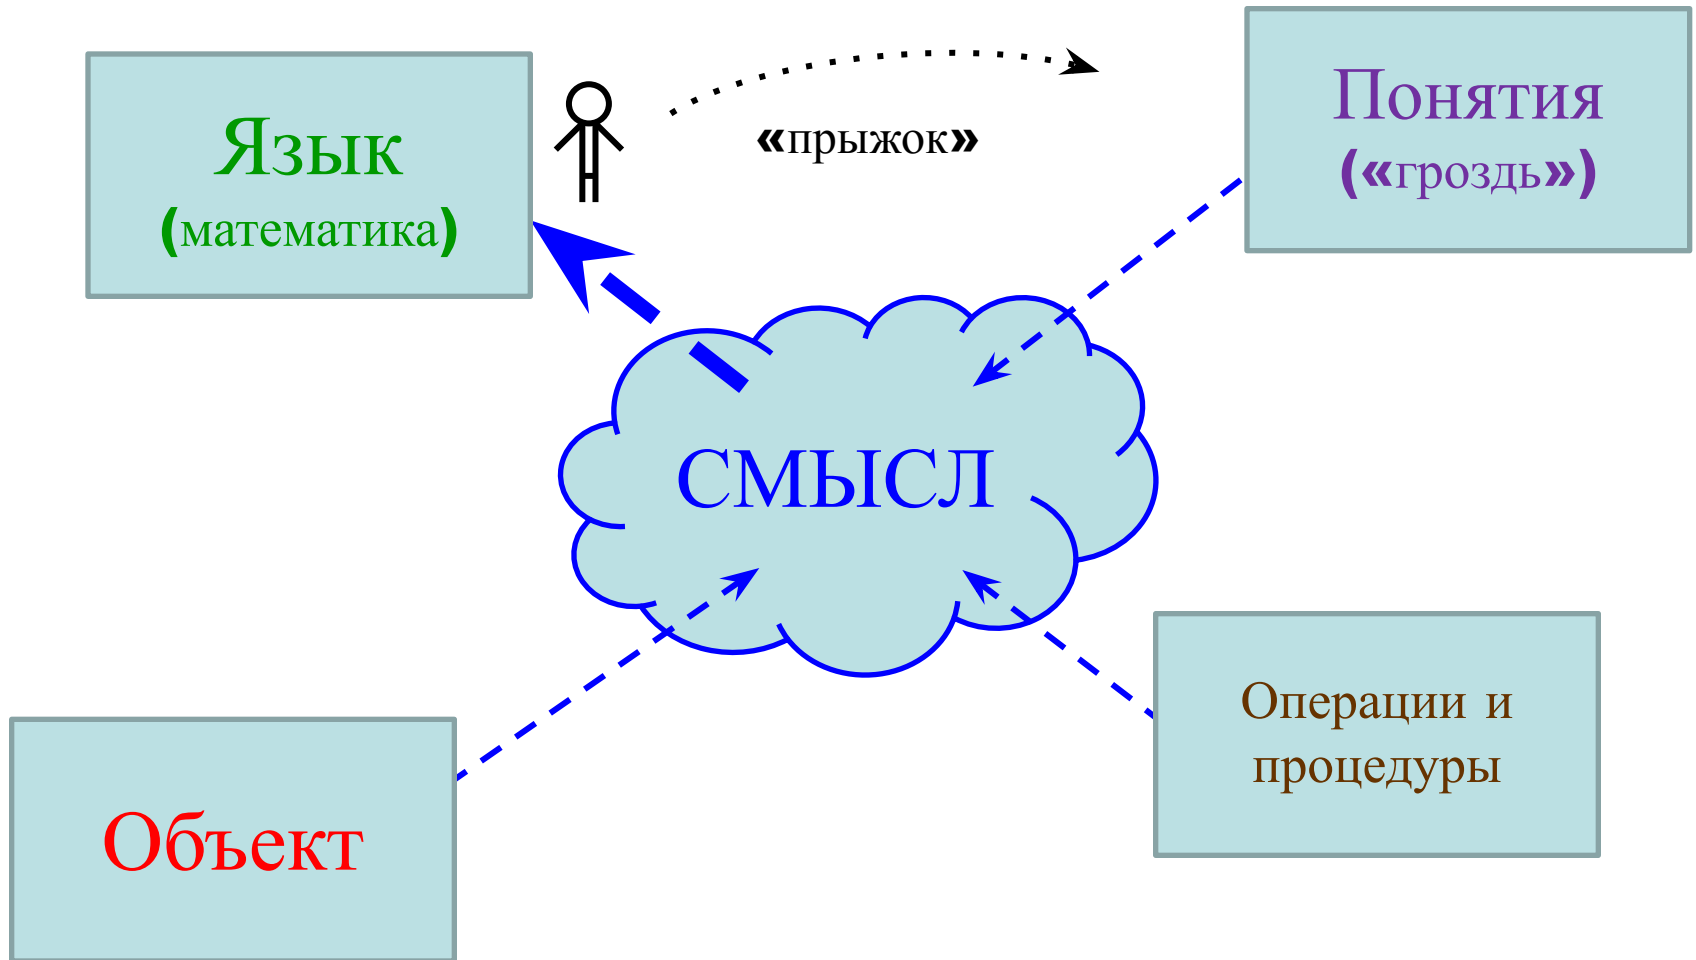 Язык
(математика)
«прыжок»
Понятия
(«гроздь»)
СМЫСЛ
Операции и
процедуры
Объект